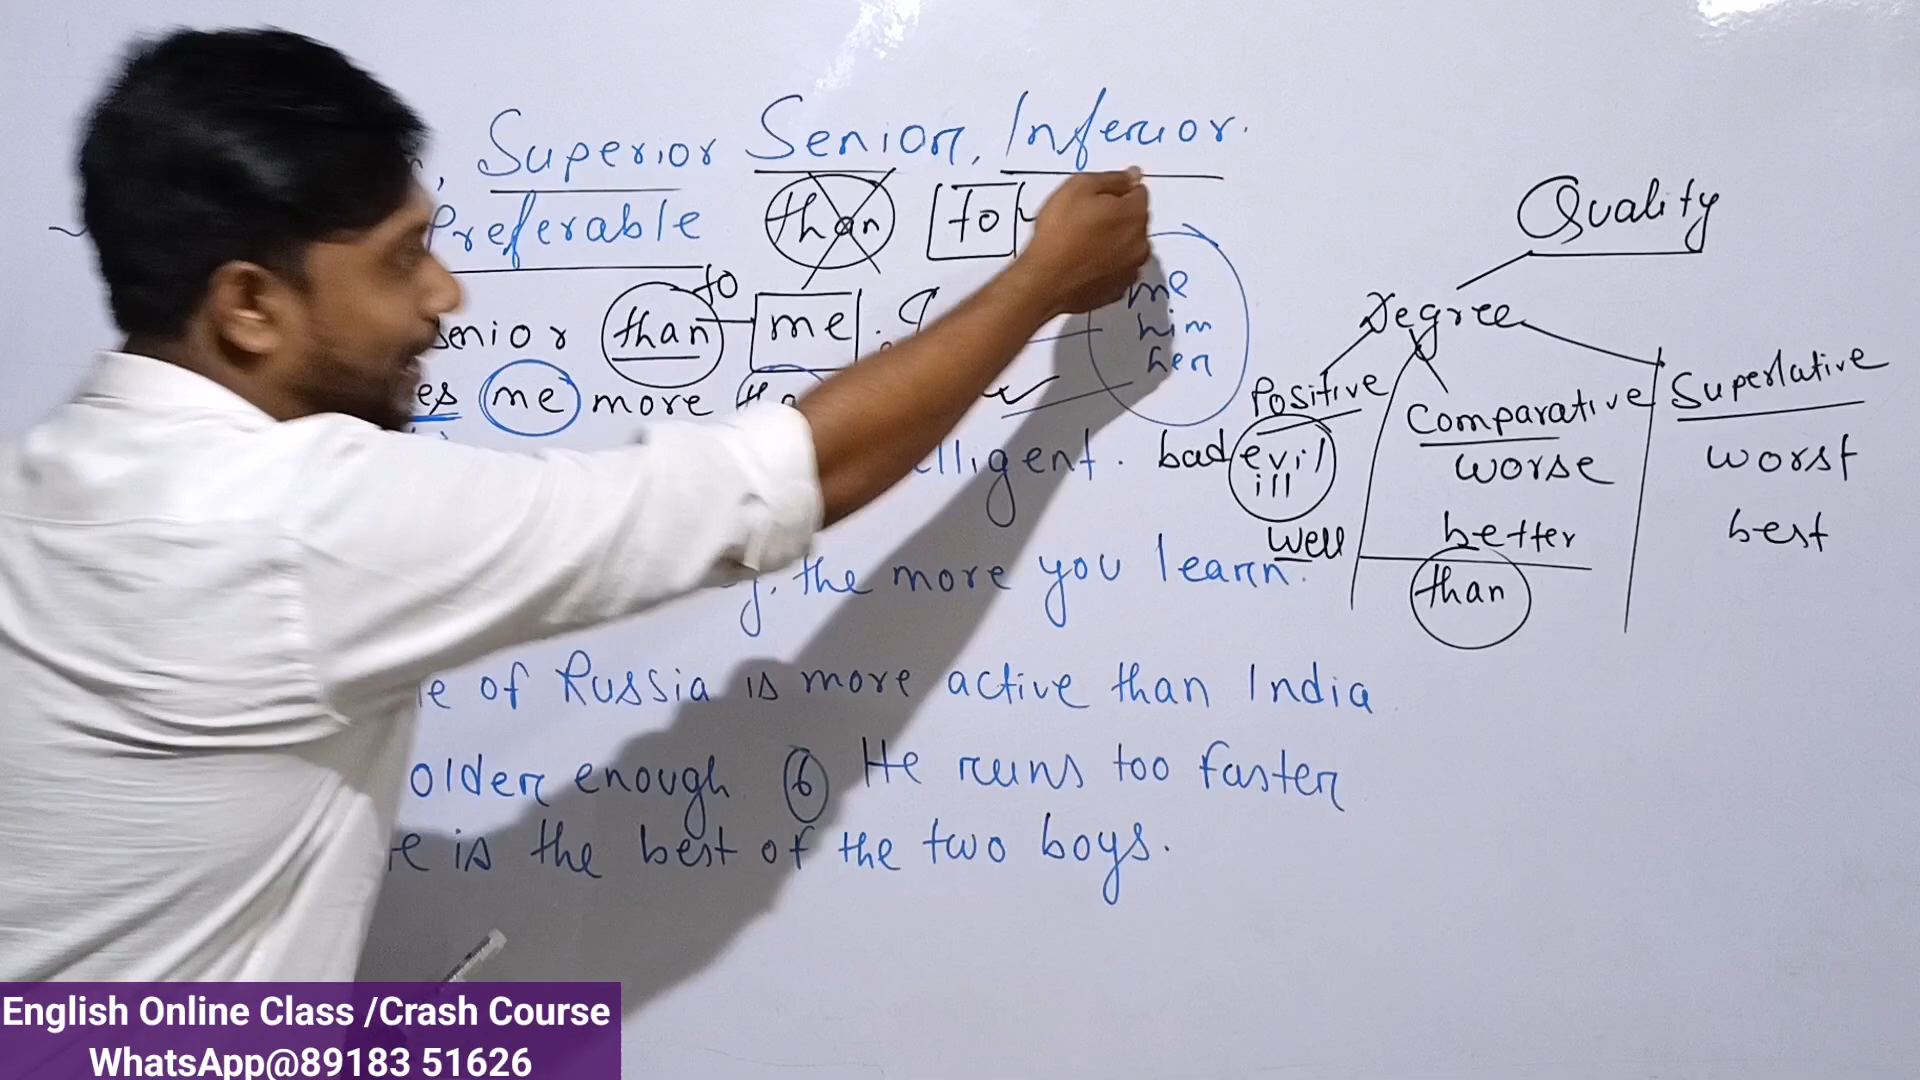 , Superior Senior, Inferior.
Preferable than to
to
senior than me.
es me more
me
him
her
Quality
Degree
Positive Comparative Superlative
bad evil worse worst
ill
well better best
than
lligent.
y, the more you learn.
e of Russia is more active than India
older enough 6 He runs too faster
e is the best of the two boys.
English Online Class /Crash Course
WhatsApp@89183 51626